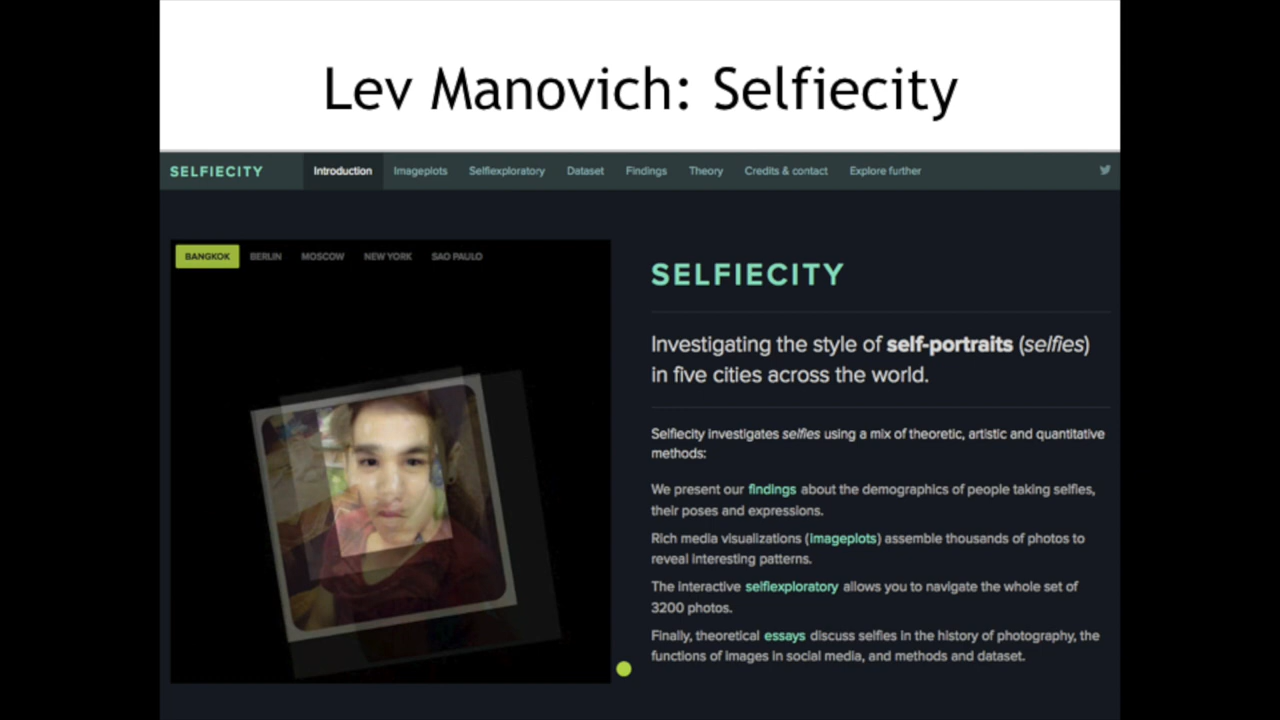 Lev Manovich: Selfiecity
SELFIECITY Introduction Imageplots Selfiexploratory Dataset Findings Theory Credits & contact Explore further
BANGKOK BERLIN MOSCOW NEW YORK SAO PAULO
SELFIECITY
Investigating the style of self-portraits (selfies)
in five cities across the world.
Selfiecity investigates selfies using a mix of theoretic, artistic and quantitative
methods:
We present our findings about the demographics of people taking selfies,
their poses and expressions.
Rich media visualizations (imageplots) assemble thousands of photos to
reveal interesting patterns.
The interactive selfiexploratory allows you to navigate the whole set of
3200 photos.
Finally, theoretical essays discuss selfies in the history of photography, the
functions of images in social media, and methods and dataset.